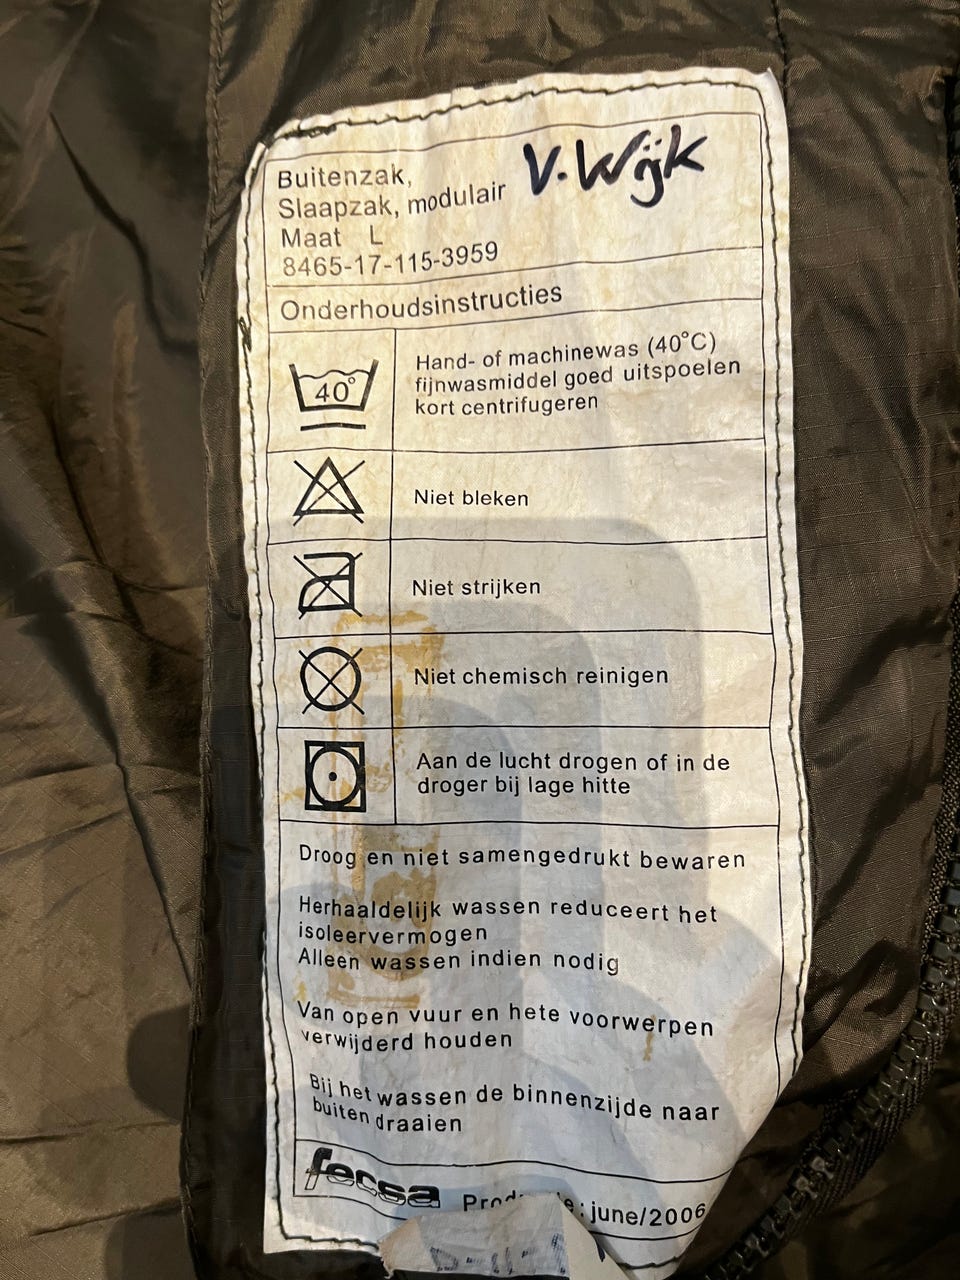 Buitenzak,
Slaapzak, modulair
V. Wijk
Maat L
8465-17-115-3959
Onderhoudsinstructies
40°
Hand- of machinewas (40°C)
fijnwasmiddel goed uitspoelen
kort centrifugeren
Niet bleken
Niet strijken
Niet chemisch reinigen
Aan de lucht drogen of in de
droger bij lage hitte
Droog en niet samengedrukt bewaren
Herhaaldelijk wassen reduceert het
isoleervermogen
Alleen wassen indien nodig
Van open vuur en hete voorwerpen
verwijderd houden
Bij het wassen de binnenzijde naar
buiten draaien
fecsa
june/2006